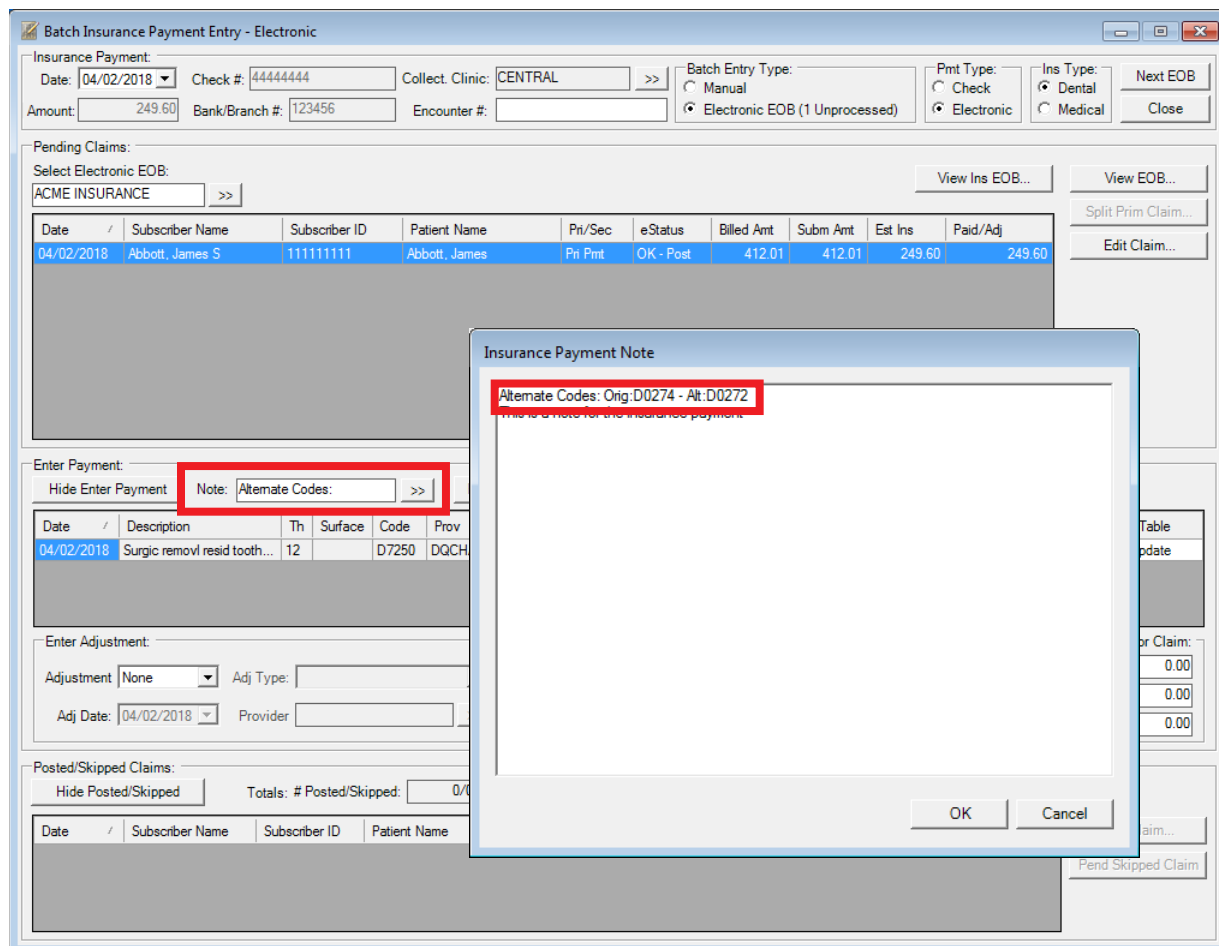 Batch Insurance Payment Entry - Electronic
Insurance Payment:
Date: 04/02/2018 Check #: 44444444 Collect. Clinic: CENTRAL >>
Amount: 249.60 Bank/Branch #: 123456 Encounter #:
Batch Entry Type:
Manual
Electronic EOB (1 Unprocessed)
Pmt Type:
Check
Electronic
Ins Type:
Dental
Medical
Next EOB
Close
Pending Claims:
Select Electronic EOB:
ACME INSURANCE >>
View Ins EOB...
View EOB...
Split Prim Claim...
Edit Claim...
Date / Subscriber Name Subscriber ID Patient Name Pri/Sec eStatus Billed Amt Subm Amt Est Ins Paid/Adj
04/02/2018 Abbott, James S 111111111 Abbott, James Pri Pmt OK - Post 412.01 412.01 249.60 249.60
Insurance Payment Note
Alternate Codes: Orig:D0274 - Alt:D0272
This is a note for the insurance payment
OK Cancel
Enter Payment:
Hide Enter Payment Note: Alternate Codes: >>
Date / Description Th Surface Code Prov Table
04/02/2018 Surgic removl resid tooth... 12 D7250 DQCH pdate
Enter Adjustment:
Adjustment None Adj Type:
Adj Date: 04/02/2018 Provider
or Claim:
0.00
0.00
0.00
Posted/Skipped Claims:
Hide Posted/Skipped Totals: # Posted/Skipped: 0/
Date / Subscriber Name Subscriber ID Patient Name
aim...
Pend Skipped Claim